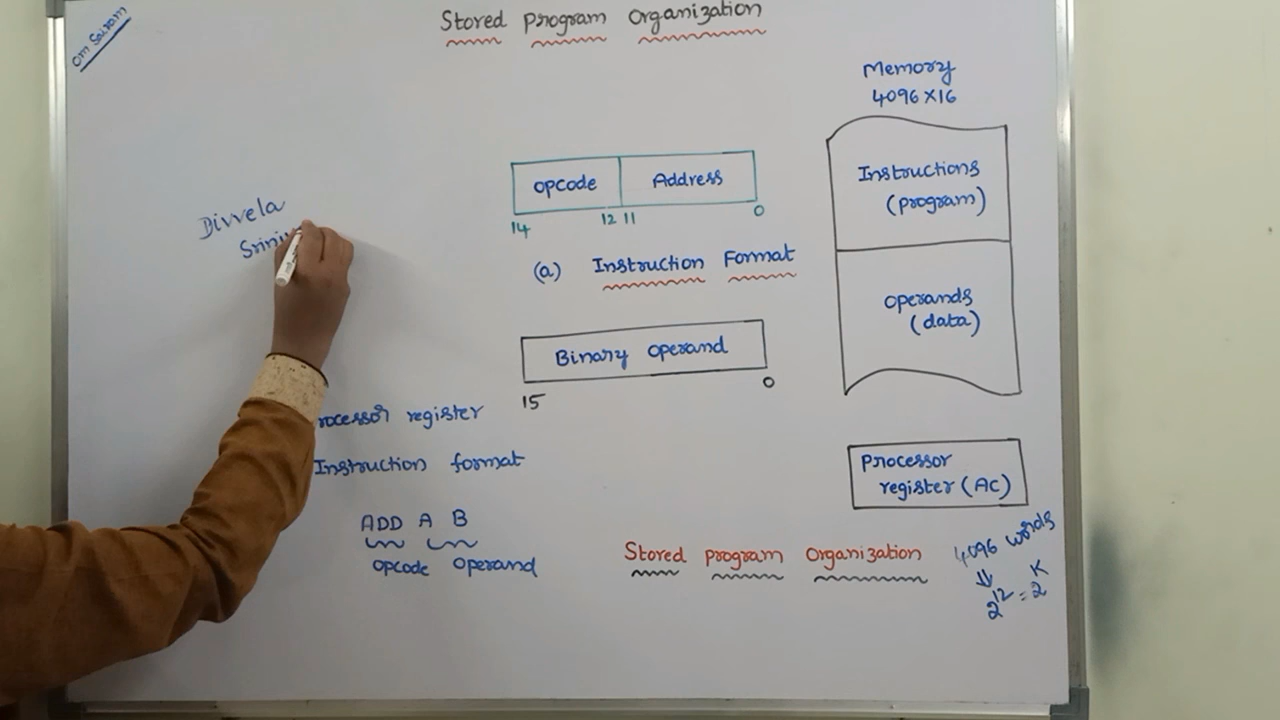 Om Sairam
Stored Program Organization
Memory
4096 X 16
Instructions
(program)
Operands
(data)
opcode Address
14 12 11 0
(a) Instruction Format
Binary operand
15 0
Divvela
rocessor register
Instruction format
ADD A B
opcode operand
Processor
register (AC)
Stored program Organization
4096 words
⇓
2^12 = 2^K